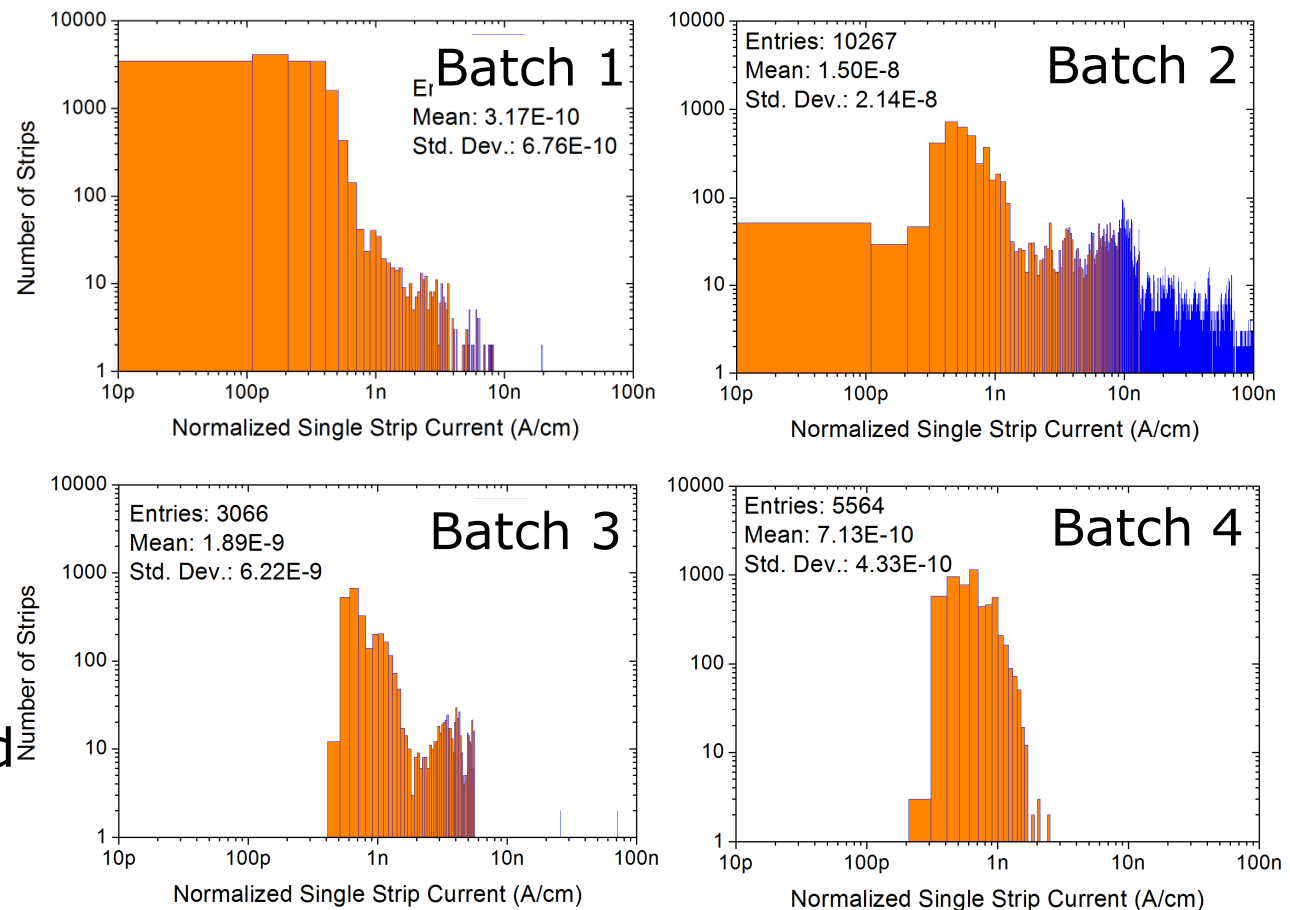 Batch 1
Mean: 3.17E-10
Std. Dev.: 6.76E-10
10000
1000
100
10
1
Number of Strips
10p
100p
1n
10n
100n
Normalized Single Strip Current (A/cm)
Batch 2
Entries: 10267
Mean: 1.50E-8
Std. Dev.: 2.14E-8
10000
1000
100
10
1
10p
100p
1n
10n
100n
Normalized Single Strip Current (A/cm)
Batch 3
Entries: 3066
Mean: 1.89E-9
Std. Dev.: 6.22E-9
10000
1000
100
10
1
d
Number of Strips
10p
100p
1n
10n
100n
Normalized Single Strip Current (A/cm)
Batch 4
Entries: 5564
Mean: 7.13E-10
Std. Dev.: 4.33E-10
10000
1000
100
10
1
10p
100p
1n
10n
100n
Normalized Single Strip Current (A/cm)